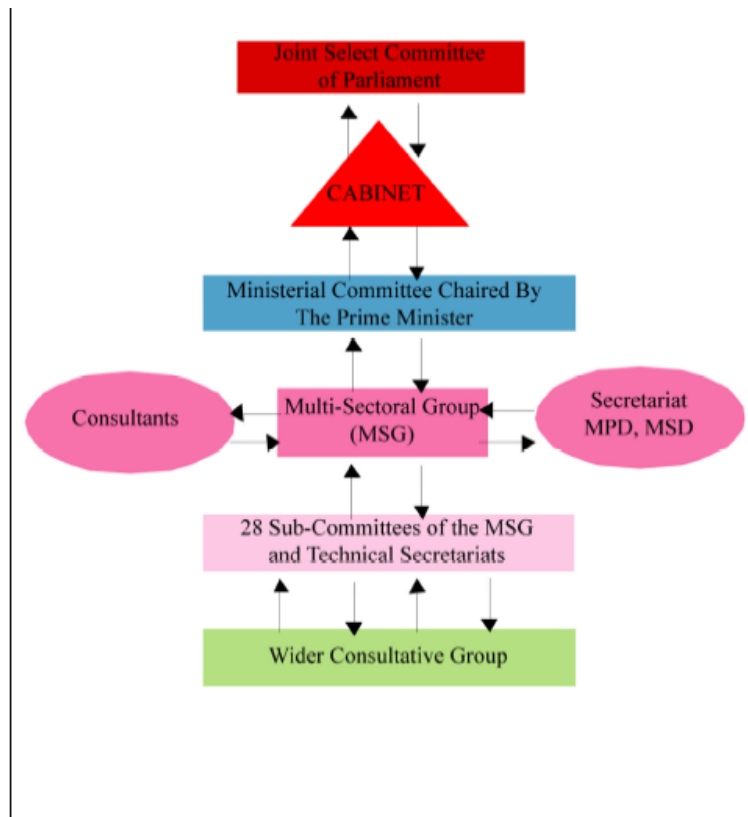 Joint Select Committee
of Parliament
CABINET
Ministerial Committee Chaired By
The Prime Minister
Consultants
Multi-Sectoral Group
(MSG)
Secretariat
MPD, MSD
28 Sub-Committees of the MSG
and Technical Secretariats
Wider Consultative Group